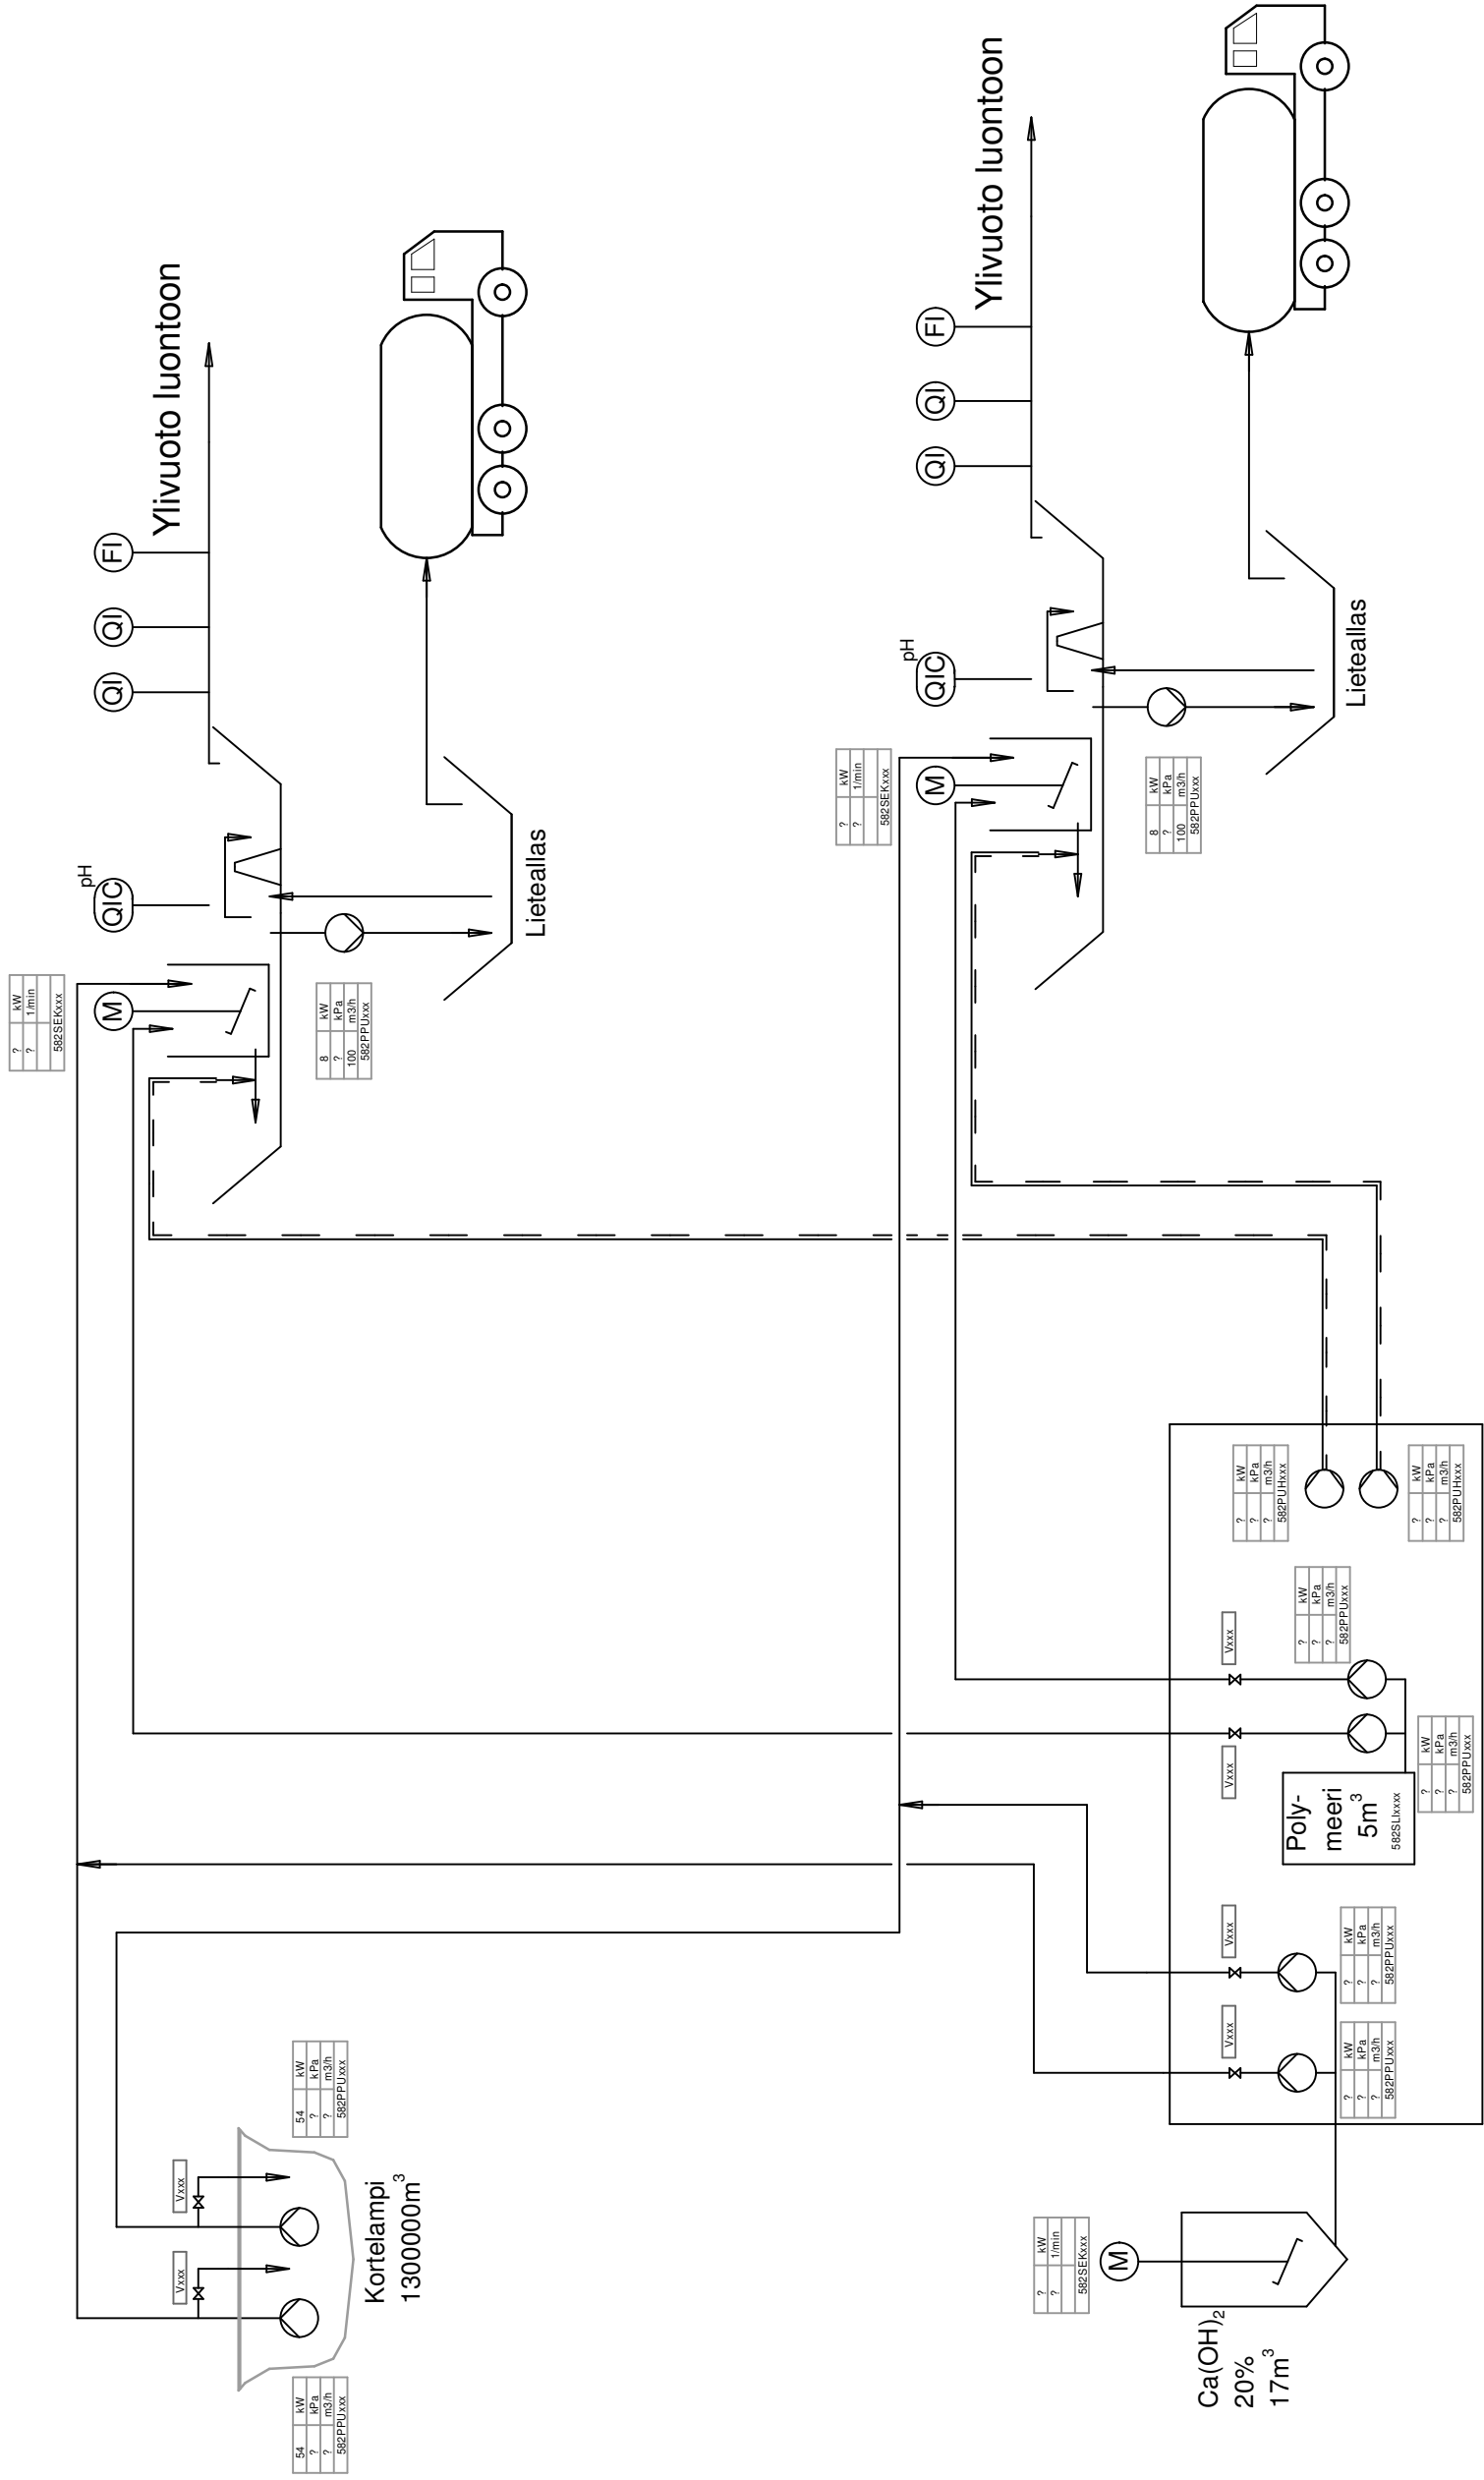 Kortelampi
1300000m³
54 kW
? kPa
? m3/h
582PPUxxx
54 kW
? kPa
? m3/h
582PPUxxx
Vxxx
Vxxx
? kW
? 1/min
582SEKxxx
M
QIC
pH
QI
QI
FI
Ylivuoto luontoon
8 kW
? kPa
100 m3/h
582PPUxxx
Lieteallas
? kW
? 1/min
582SEKxxx
M
QIC
pH
QI
QI
FI
Ylivuoto luontoon
8 kW
? kPa
100 m3/h
582PPUxxx
Lieteallas
? kW
? 1/min
582SEKxxx
M
Ca(OH)₂
20%
17m³
Vxxx
Vxxx
Vxxx
Vxxx
? kW
? kPa
? m3/h
582PPUxxx
? kW
? kPa
? m3/h
582PPUxxx
Poly-
meeri
5m³
582SLIxxxx
? kW
? kPa
? m3/h
582PPUxxx
? kW
? kPa
? m3/h
582PPUxxx
? kW
? kPa
? m3/h
582PUHxxx
? kW
? kPa
? m3/h
582PUHxxx